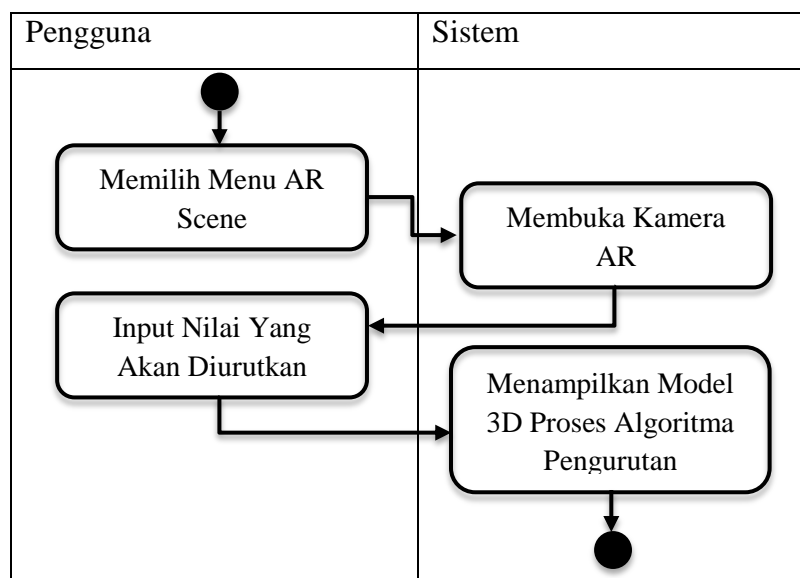 Pengguna
Sistem
Memilih Menu AR
Scene
Membuka Kamera
AR
Input Nilai Yang
Akan Diurutkan
Menampilkan Model
3D Proses Algoritma
Pengurutan